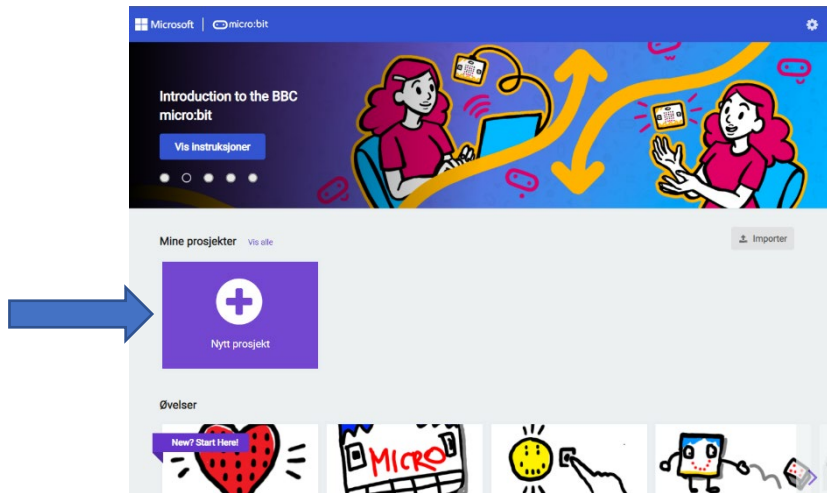 Microsoft | micro:bit
Introduction to the BBC
micro:bit
Vis instruksjoner
Mine prosjekter Vis alle
Importer
Nytt prosjekt
Øvelser
New? Start Here!
MICRO